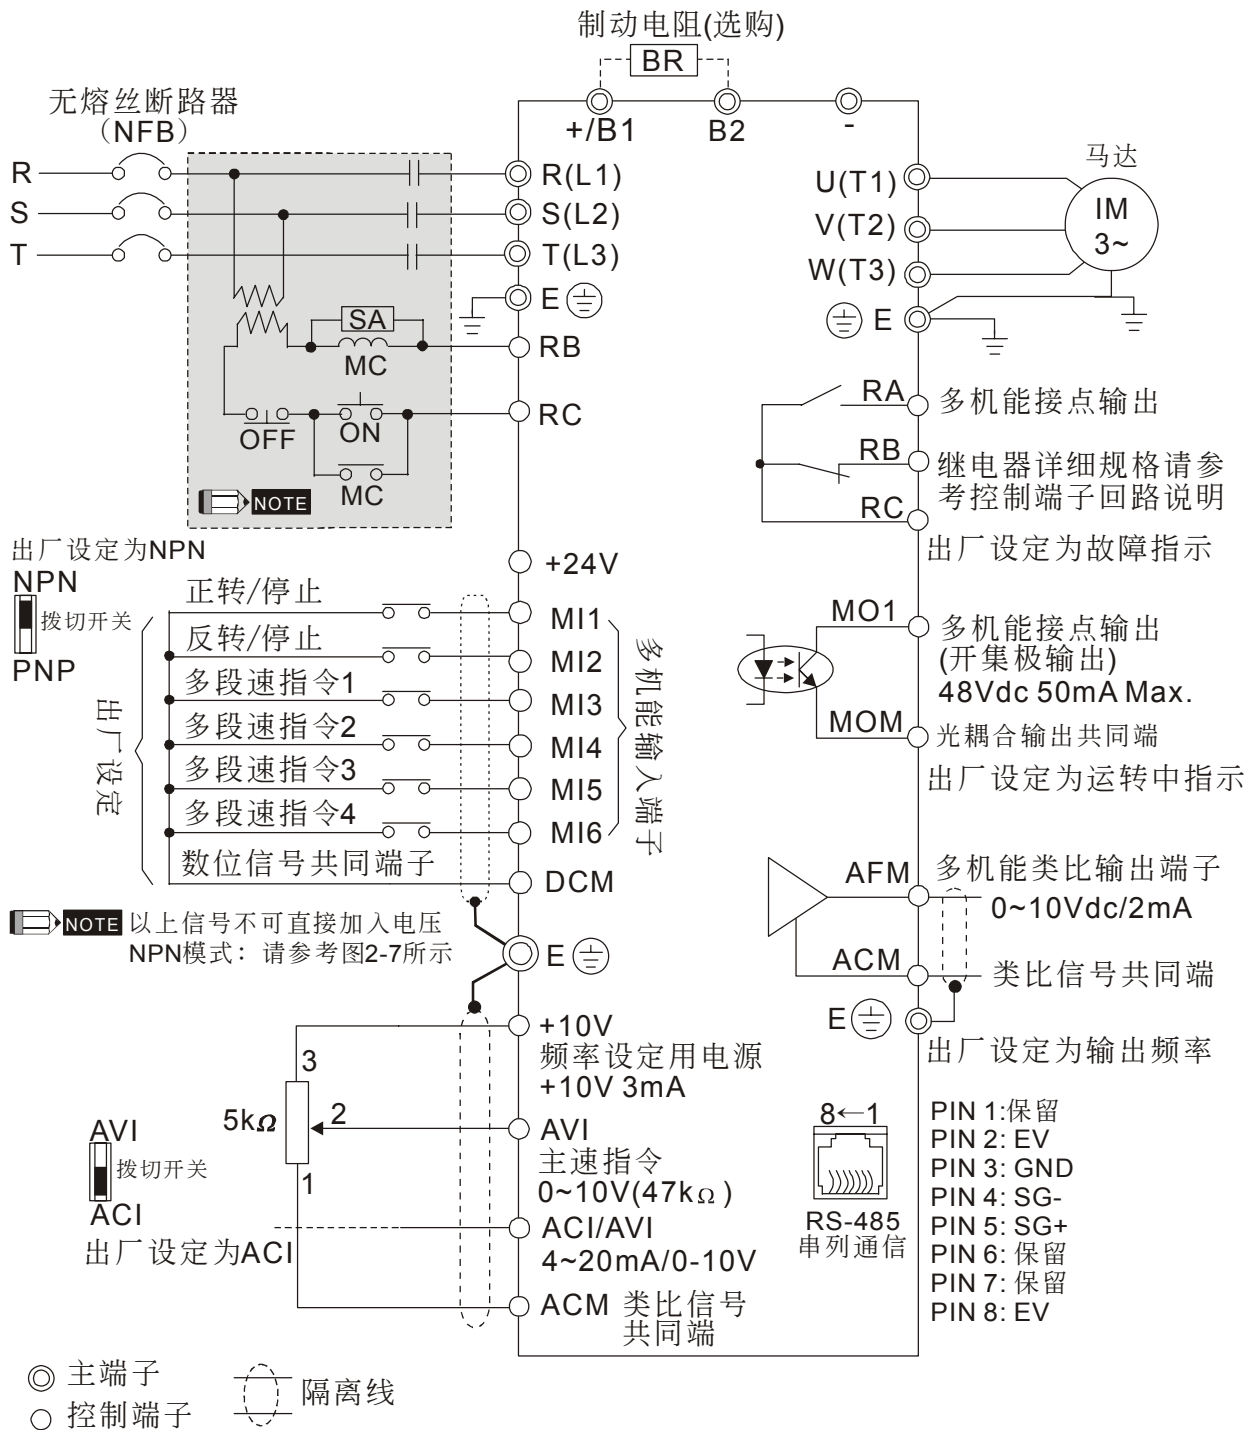 制动电阻(选购)
BR
无熔丝断路器
(NFB)
+/B1
B2
-
R
S
T
R(L1)
S(L2)
T(L3)
E
RB
RC
SA
MC
OFF
ON
MC
NOTE
U(T1)
V(T2)
W(T3)
E
马达
IM
3~
RA
多机能接点输出
RB
继电器详细规格请参
考控制端子回路说明
RC
出厂设定为故障指示
出厂设定为NPN
NPN
拨切开关
PNP
出厂设定
正转/停止
反转/停止
多段速指令1
多段速指令2
多段速指令3
多段速指令4
数位信号共同端子
+24V
MI1
MI2
MI3
MI4
MI5
MI6
DCM
多机能输入端子
MO1
多机能接点输出
(开集极输出)
48Vdc 50mA Max.
MOM
光耦合输出共同端
出厂设定为运转中指示
NOTE 以上信号不可直接加入电压
NPN模式：请参考图2-7所示
E
AFM
多机能类比输出端子
0~10Vdc/2mA
ACM
类比信号共同端
E
出厂设定为输出频率
+10V
频率设定用电源
+10V 3mA
3
5kΩ
2
1
AVI
主速指令
0~10V(47kΩ)
AVI
拨切开关
ACI
出厂设定为ACI
ACI/AVI
4~20mA/0-10V
ACM 类比信号
共同端
8←1
RS-485
串列通信
PIN 1:保留
PIN 2: EV
PIN 3: GND
PIN 4: SG-
PIN 5: SG+
PIN 6: 保留
PIN 7: 保留
PIN 8: EV
主端子
控制端子
隔离线